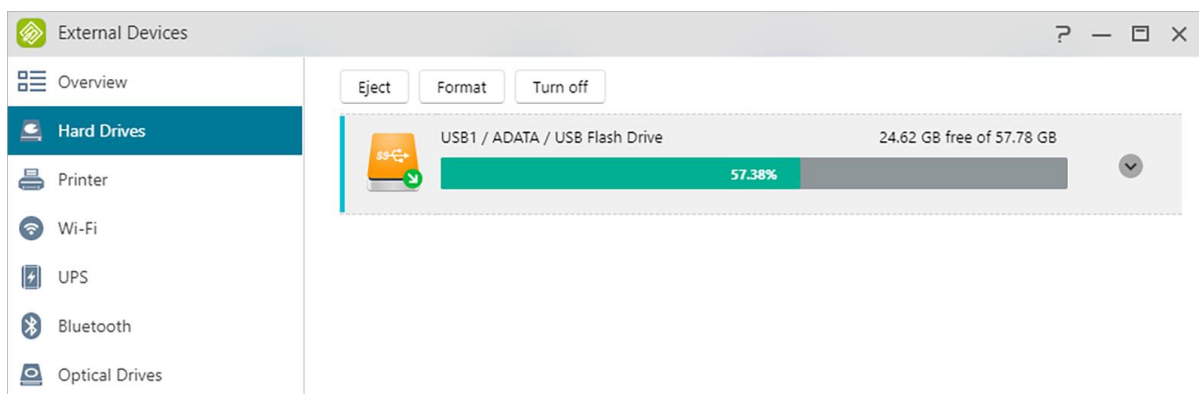 External Devices
Overview
Hard Drives
Printer
Wi-Fi
UPS
Bluetooth
Optical Drives
Eject Format Turn off
USB1 / ADATA / USB Flash Drive 24.62 GB free of 57.78 GB
SS
57.38%